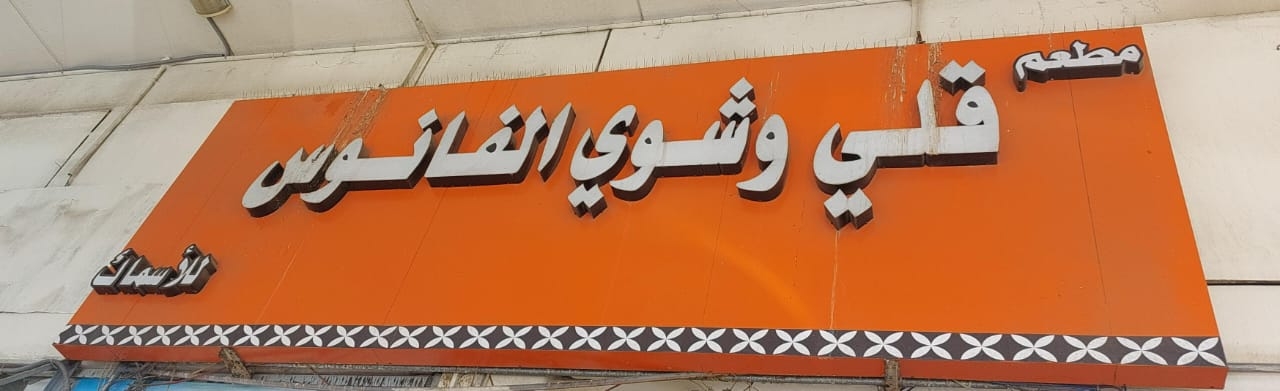 مطعم
قلي وشوي الفانوس
للأسماك